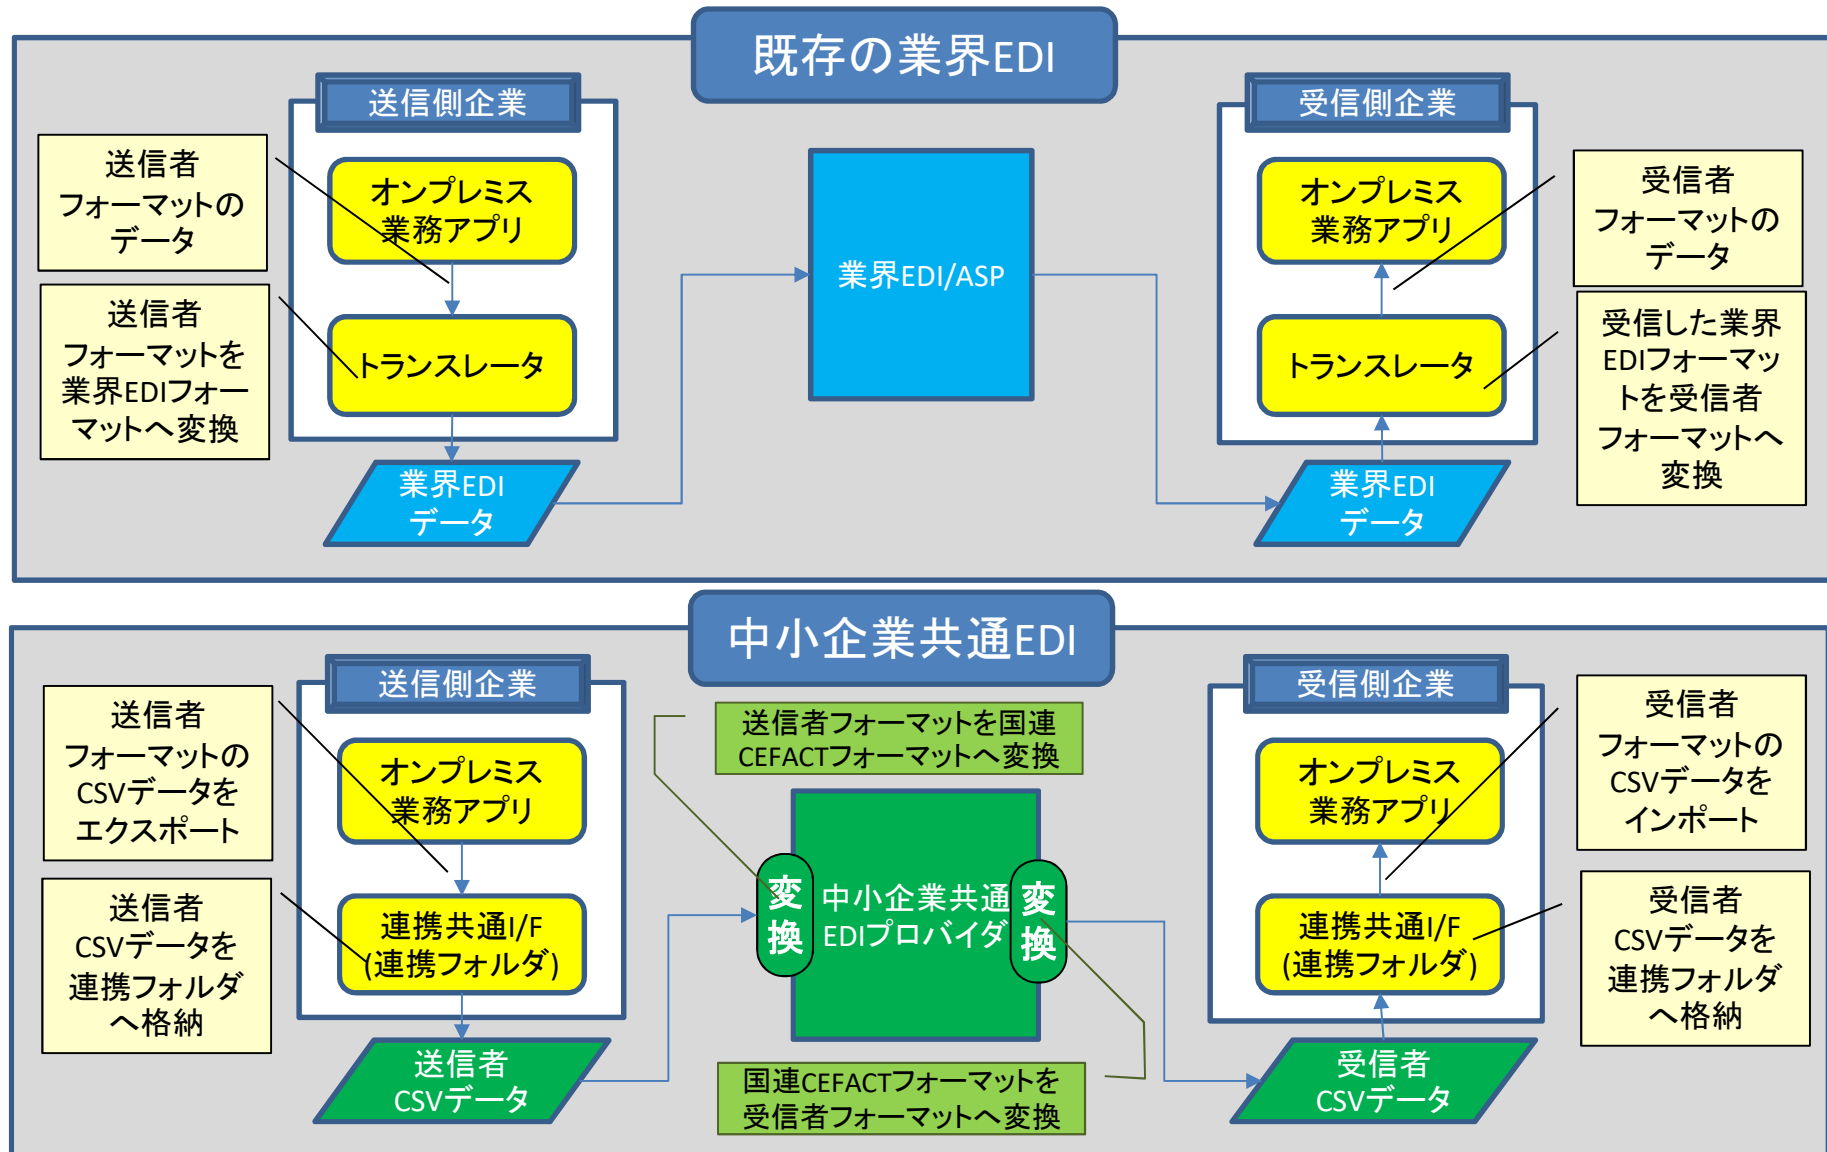 既存の業界EDI
送信側企業
受信側企業
送信者
フォーマットの
データ
オンプレミス
業務アプリ
業界EDI/ASP
オンプレミス
業務アプリ
受信者
フォーマットの
データ
送信者
フォーマットを
業界EDIフォー
マットへ変換
トランスレータ
トランスレータ
受信した業界
EDIフォーマッ
トを受信者
フォーマットへ
変換
業界EDI
データ
業界EDI
データ
中小企業共通EDI
送信側企業
受信側企業
送信者
フォーマットの
CSVデータを
エクスポート
オンプレミス
業務アプリ
送信者フォーマットを国連
CEFACTフォーマットへ変換
オンプレミス
業務アプリ
受信者
フォーマットの
CSVデータを
インポート
送信者
CSVデータを
連携フォルダ
へ格納
連携共通I/F
(連携フォルダ)
変
換
中小企業共通
EDIプロバイダ
変
換
連携共通I/F
(連携フォルダ)
受信者
CSVデータを
連携フォルダ
へ格納
送信者
CSVデータ
国連CEFACTフォーマットを
受信者フォーマットへ変換
受信者
CSVデータ